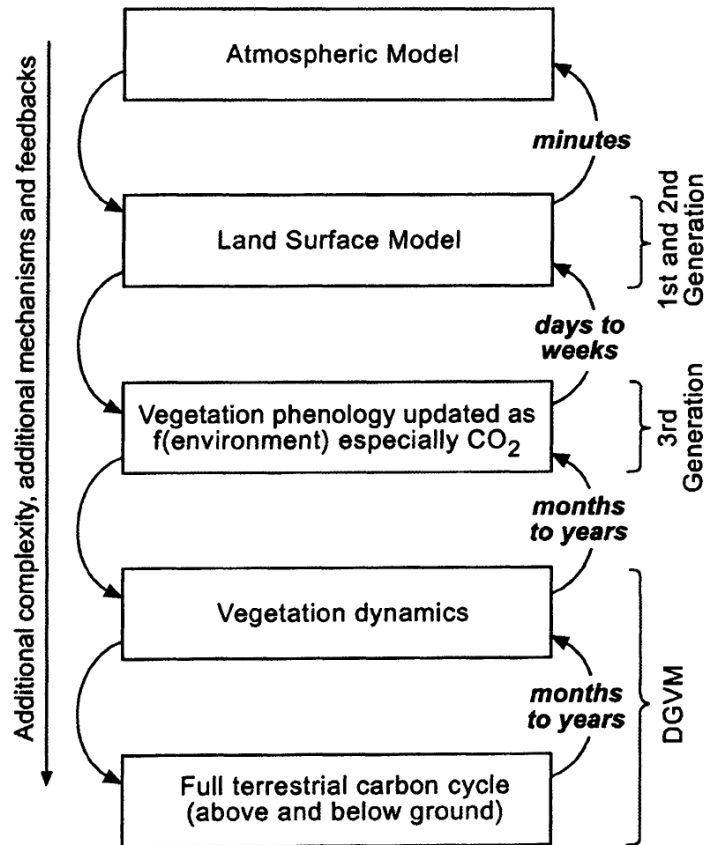 Additional complexity, additional mechanisms and feedbacks
Atmospheric Model
minutes
Land Surface Model
1st and 2nd
Generation
days to
weeks
Vegetation phenology updated as
f(environment) especially CO₂
3rd
Generation
months
to years
Vegetation dynamics
months
to years
DGVM
Full terrestrial carbon cycle
(above and below ground)